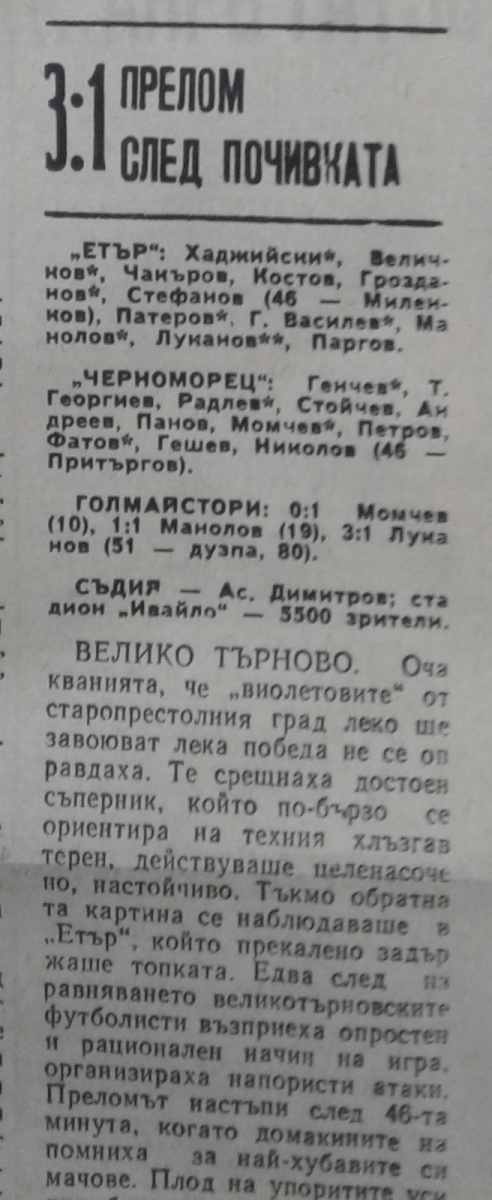 3:1 ПРЕЛОМ
СЛЕД ПОЧИВКАТА
„ЕТЪР“: Хаджийски*, Велич-
ков*, Чакъров, Костов, Грозда-
нов*, Стефанов (46 — Милен-
ков), Патеров*. Г. Василев*, Ма
нолов*, Луканов**, Паргов.
„ЧЕРНОМОРЕЦ“: Генчев*, Т.
Георгиев, Радлев*, Стойчев, Ан
дреев, Панов, Момчев*, Петров,
Фатов*, Гешев, Николов (46 —
Притъргов).
ГОЛМАЙСТОРИ: 0:1 Момчев
(10), 1:1 Манолов (19), 3:1 Лука
нов (51 — дузпа, 80).
СЪДИЯ — Ас. Димитров; ста
дион „Ивайло“ — 5500 зрители.
ВЕЛИКО ТЪРНОВО. Оча
кванията, че „виолетовите“ от
старопрестолния град леко ще
завоюват лека победа не се оп
равдаха. Те срещнаха достоен
съперник, който по-бързо се
ориентира на техния хлъзгав
терен, действуваше целенасоче
но, настойчиво. Тъкмо обратна
та картина се наблюдаваше в
„Етър“, който прекалено задър
жаше топката. Едва след из
равняването великотърновските
футболисти възприеха опростен
и рационален начин на игра,
организираха напористи атаки.
Преломът настъпи след 46-та
минута, когато домакините на
помниха за най-хубавите си
мачове. Плод на упоритите уси